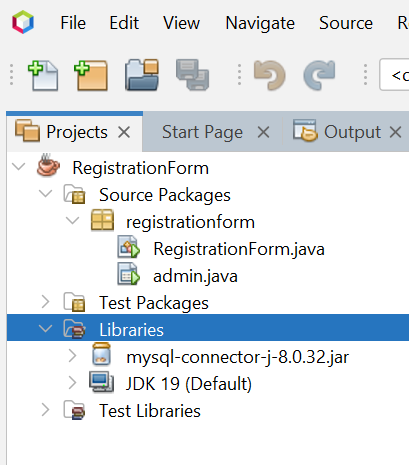 File Edit View Navigate Source
<c
Projects Start Page Output
RegistrationForm
Source Packages
registrationform
RegistrationForm.java
admin.java
Test Packages
Libraries
mysql-connector-j-8.0.32.jar
JDK 19 (Default)
Test Libraries